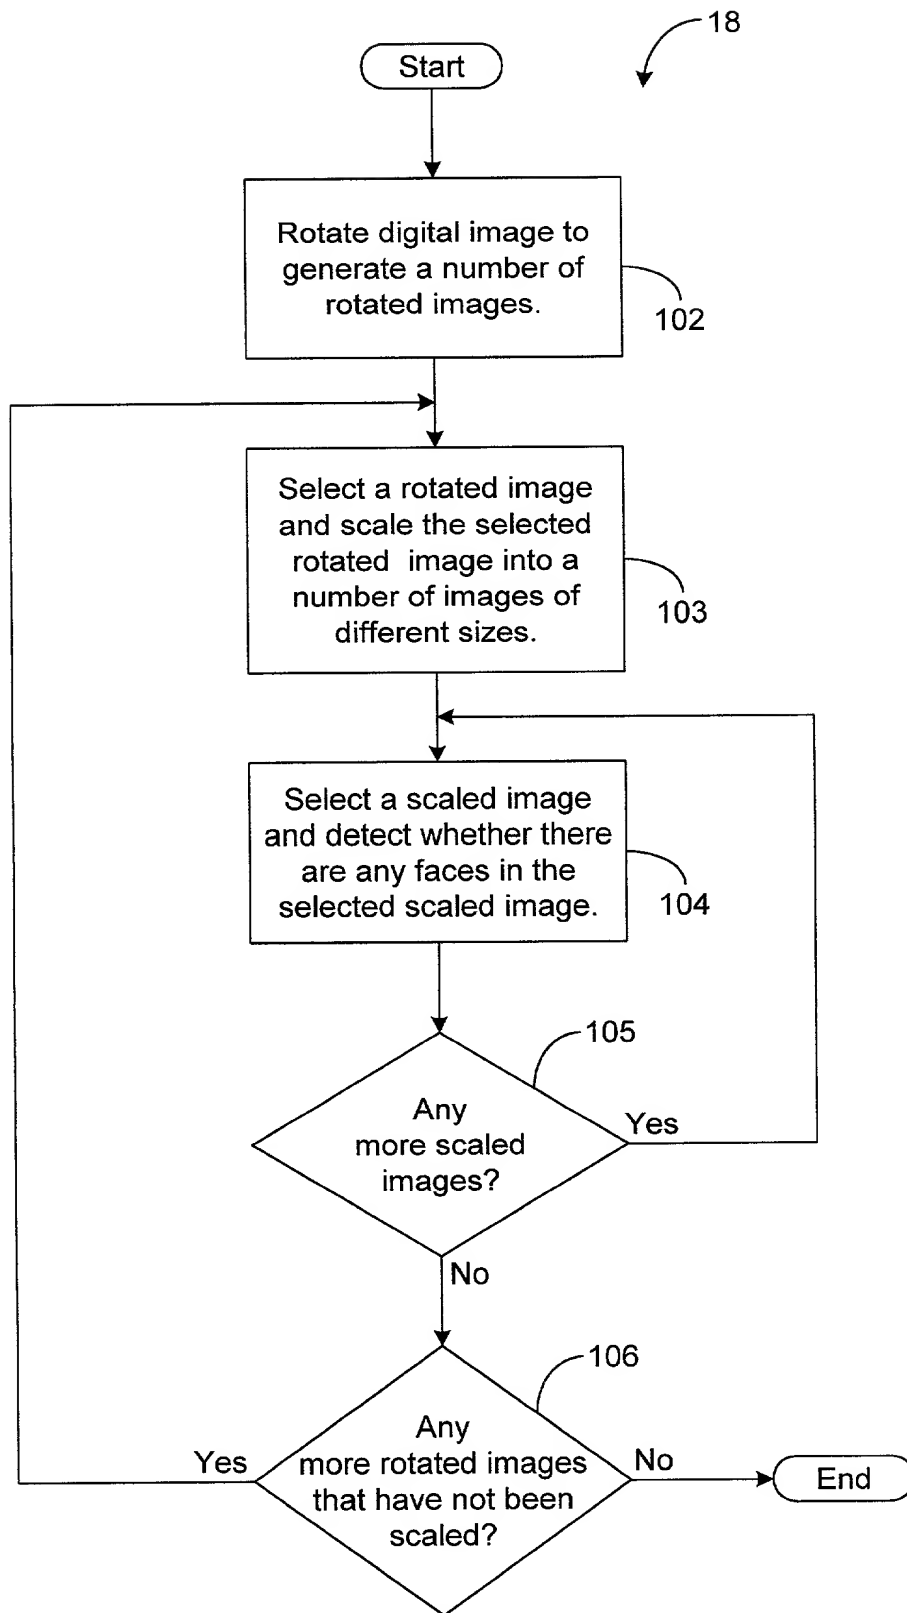 18
Start
Rotate digital image to
generate a number of
rotated images.
102
Select a rotated image
and scale the selected
rotated image into a
number of images of
different sizes.
103
Select a scaled image
and detect whether there
are any faces in the
selected scaled image.
104
105
Any
more scaled
images?
Yes
No
106
Any
more rotated images
that have not been
scaled?
Yes
No
End